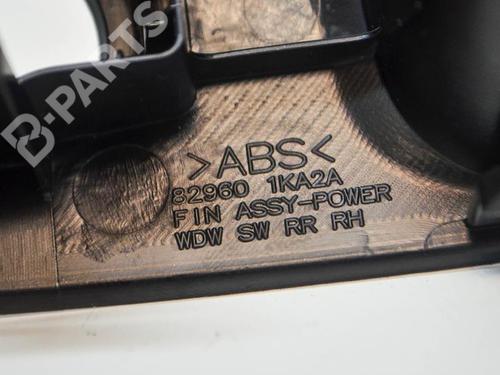 B-PARTS
>ABS<
82960 1KA2A
FIN ASSY-POWER
WDW SW RR RH